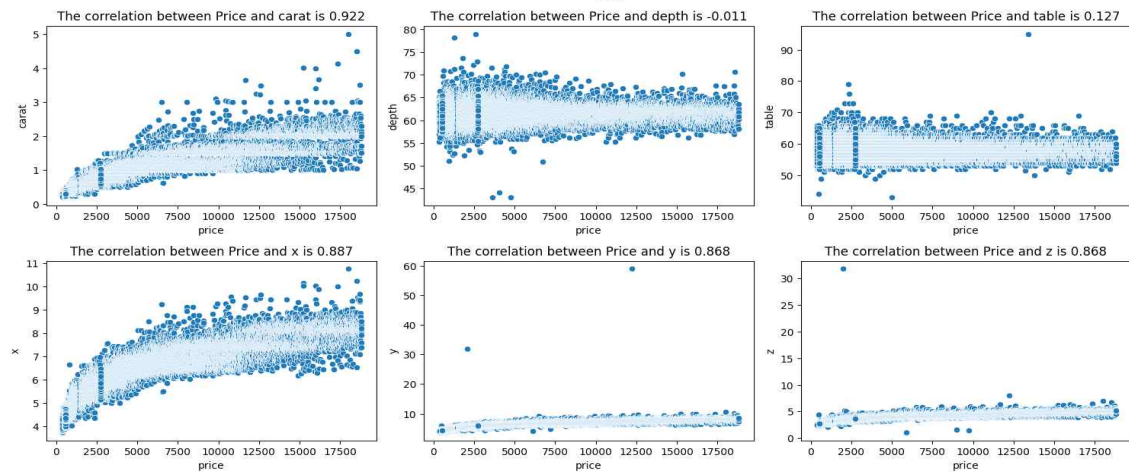 The correlation between Price and carat is 0.922
5
4
3
2
1
0
carat
0 2500 5000 7500 10000 12500 15000 17500
price
The correlation between Price and depth is -0.011
80
75
70
65
60
55
50
45
depth
0 2500 5000 7500 10000 12500 15000 17500
price
The correlation between Price and table is 0.127
90
80
70
60
50
table
0 2500 5000 7500 10000 12500 15000 17500
price
The correlation between Price and x is 0.887
11
10
9
8
7
6
5
4
x
0 2500 5000 7500 10000 12500 15000 17500
price
The correlation between Price and y is 0.868
60
50
40
30
20
10
y
0 2500 5000 7500 10000 12500 15000 17500
price
The correlation between Price and z is 0.868
30
25
20
15
10
5
0
z
0 2500 5000 7500 10000 12500 15000 17500
price